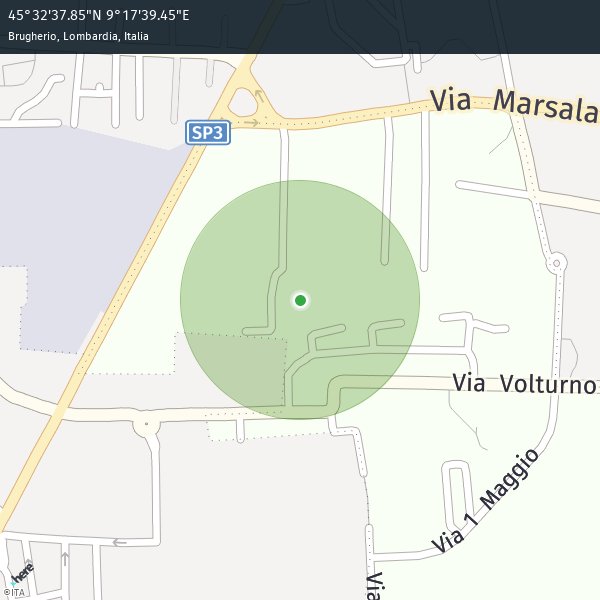 45°32'37.85"N 9°17'39.45"E
Brugherio, Lombardia, Italia
Via Marsala
SP3
Via Volturno
Via 1 Maggio
Via
here
©ITA